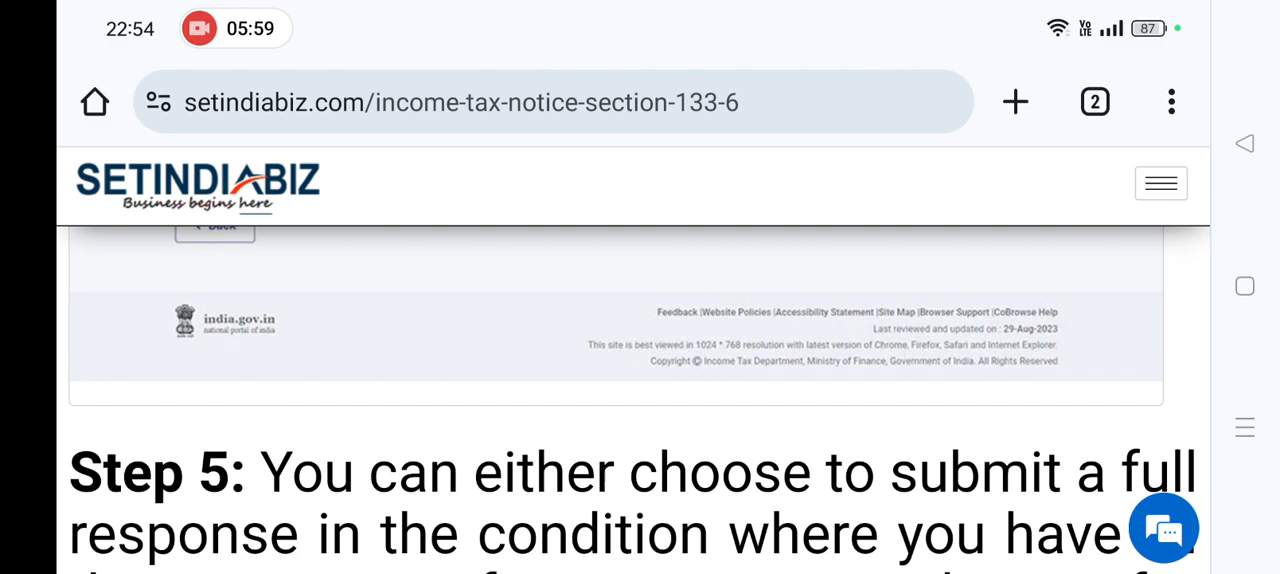 22:54 05:59 Vo LTE 87
setindiabiz.com/income-tax-notice-section-133-6 2
SETINDIABIZ
Business begins here
Back
india.gov.in
national portal of india
Feedback |Website Policies |Accessibility Statement |Site Map |Browser Support |CoBrowse Help
Last reviewed and updated on : 29-Aug-2023
This site is best viewed in 1024 * 768 resolution with latest version of Chrome, Firefox, Safari and Internet Explorer.
Copyright © Income Tax Department, Ministry of Finance, Government of India. All Rights Reserved
Step 5: You can either choose to submit a full
response in the condition where you have